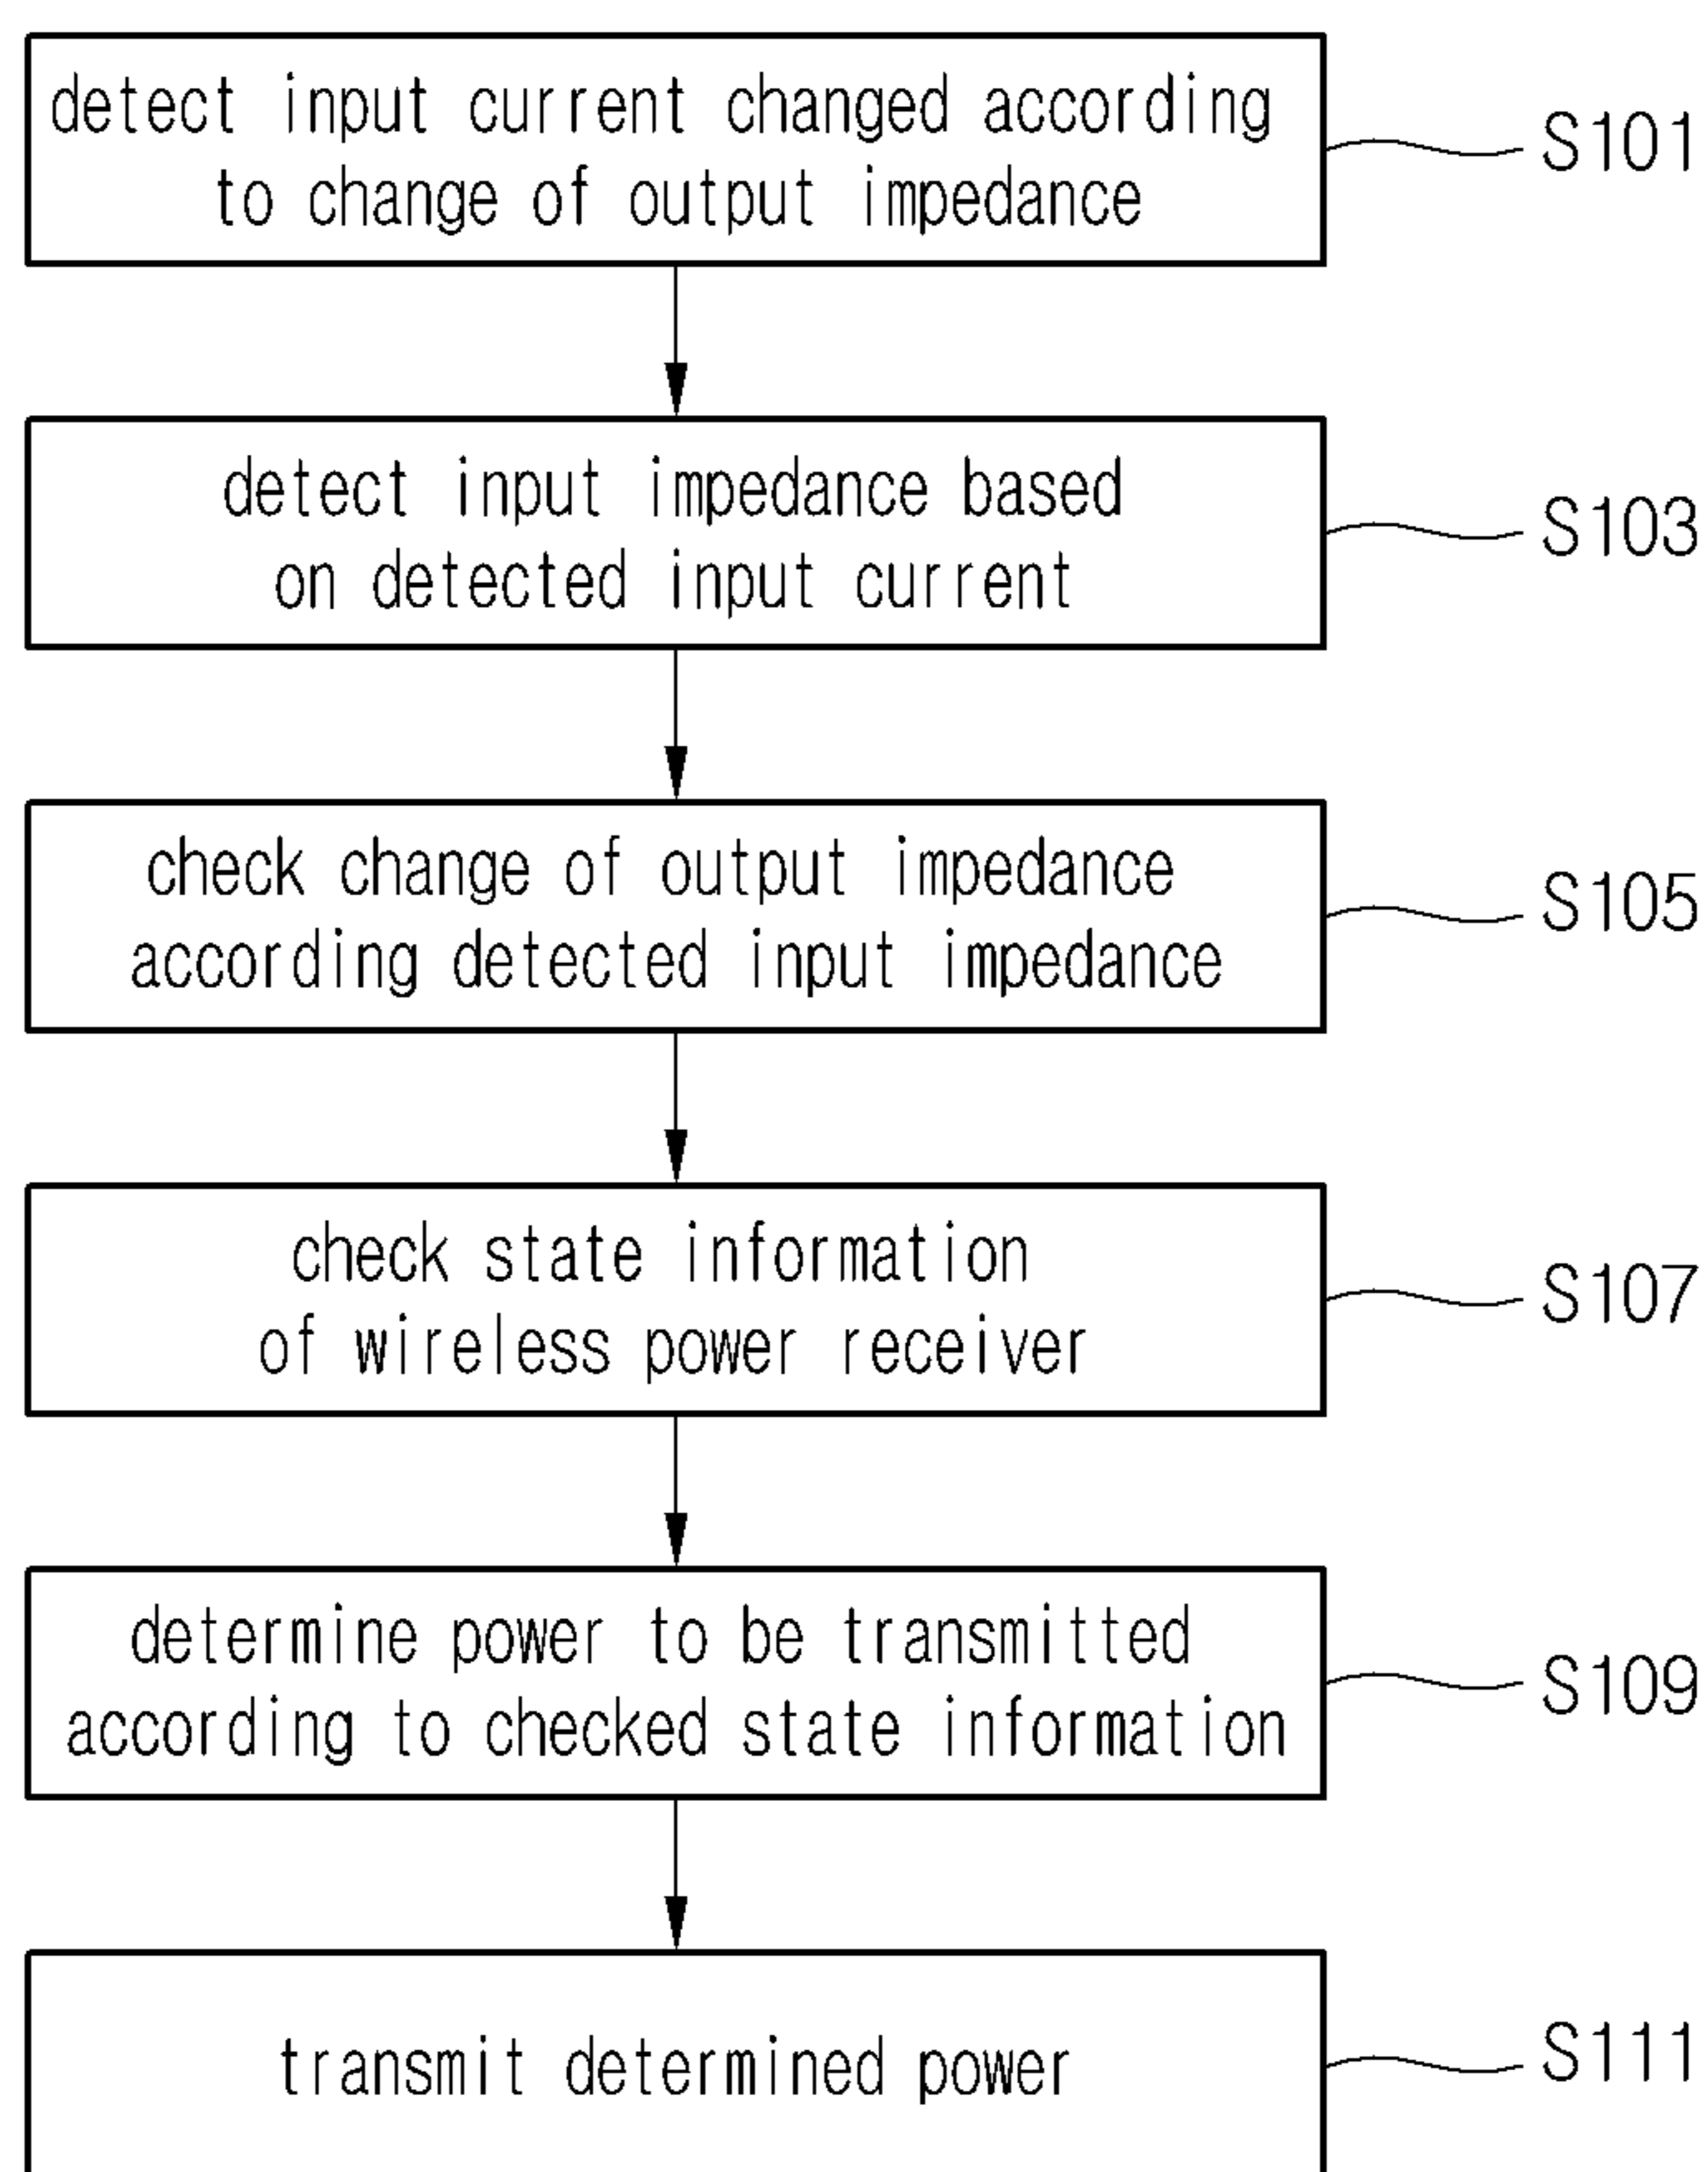 detect input current changed according
to change of output impedance
S101
detect input impedance based
on detected input current
S103
check change of output impedance
according detected input impedance
S105
check state information
of wireless power receiver
S107
determine power to be transmitted
according to checked state information
S109
transmit determined power
S111